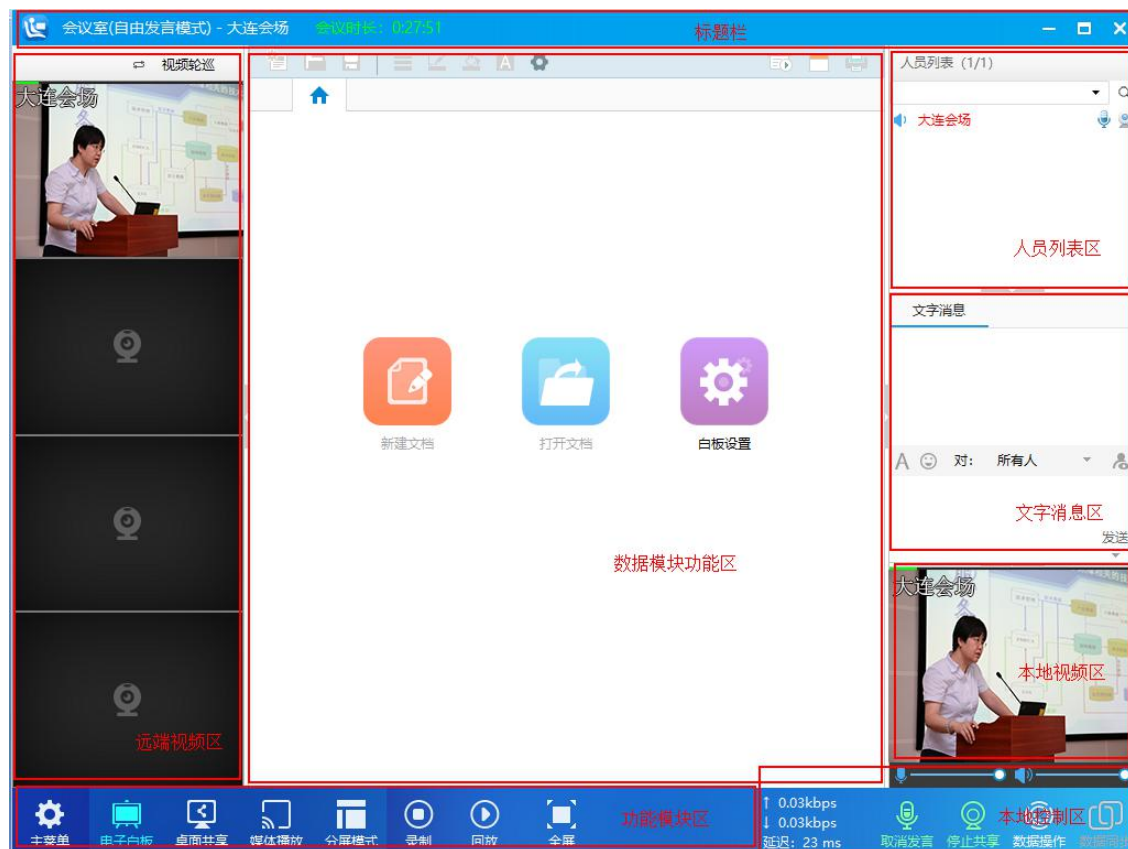 会议室(自由发言模式) - 大连会场 会议时长：0:27:51
标题栏
视频轮巡
大连会场
远端视频区
新建文档
打开文档
白板设置
数据模块功能区
人员列表（1/1）
大连会场
人员列表区
文字消息
A
对： 所有人
文字消息区
发送
大连会场
本地视频区
主菜单
电子白板
桌面共享
媒体播放
分屏模式
录制
回放
全屏
功能模块区
↑ 0.03kbps
↓ 0.03kbps
延迟：23 ms
取消发言
停止共享
数据操作
数据同步
本地控制区